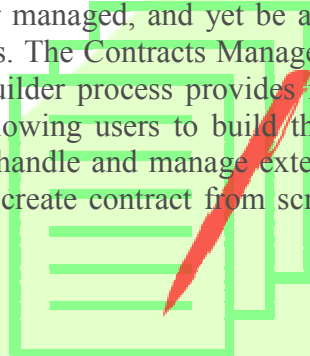 managed, and yet be a
s. The Contracts Manage
uilder process provides
owing users to build th
handle and manage exte
create contract from scr